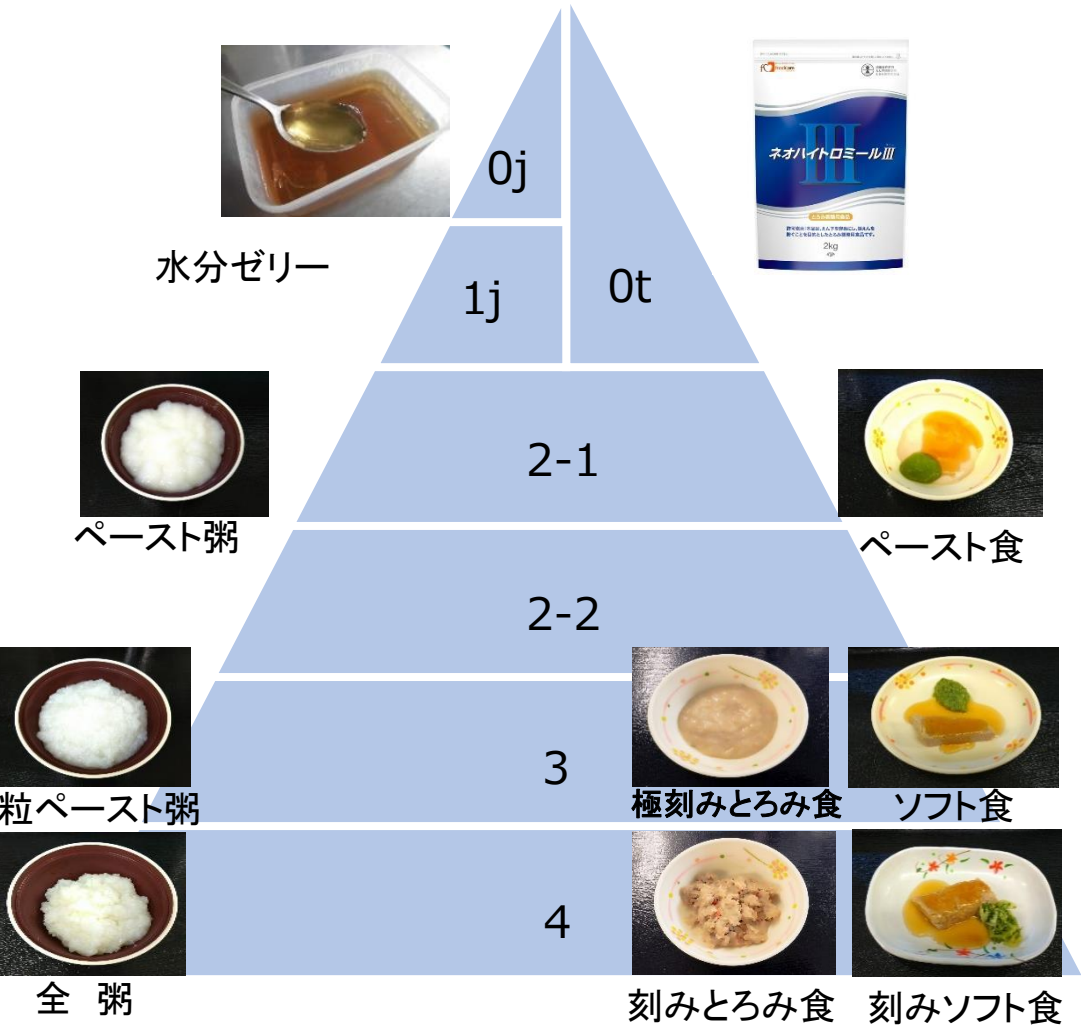 0j
水分ゼリー
ネオハイトロミールⅢ
2kg
1j
0t
2-1
ペースト粥
ペースト食
2-2
3
粒ペースト粥
極刻みとろみ食
ソフト食
4
全 粥
刻みとろみ食
刻みソフト食